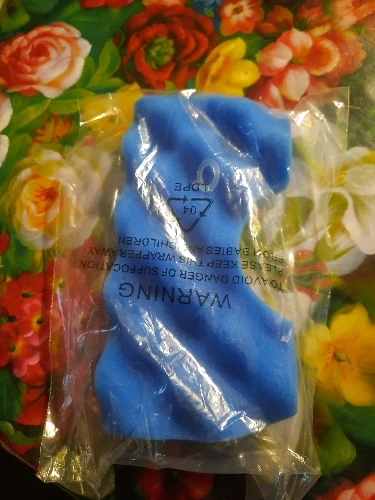 WARNING
TO AVOID DANGER OF SUFFOCATION
PLEASE KEEP THIS WRAPPER AWAY
FROM BABIES AND CHILDREN
04
LDPE